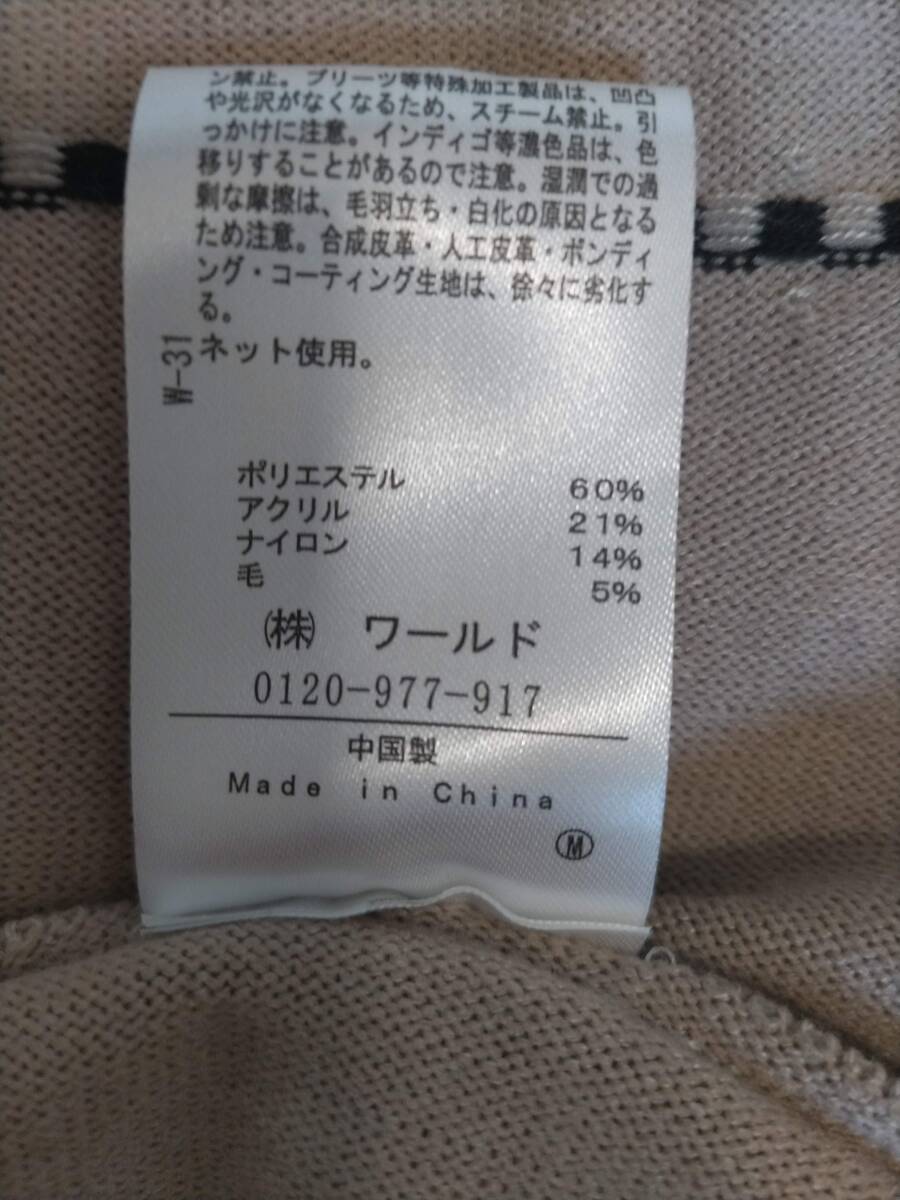 ン禁止。プリーツ等特殊加工製品は、凹凸
や光沢がなくなるため、スチーム禁止。引
っかけに注意。インディゴ等濃色品は、色
移りすることがあるので注意。湿潤での過
剰な摩擦は、毛羽立ち・白化の原因となる
ため注意。合成皮革・人工皮革・ボンディ
ング・コーティング生地は、徐々に劣化す
る。
W-31
ネット使用。
ポリエステル 60%
アクリル 21%
ナイロン 14%
毛 5%
㈱ ワールド
0120-977-917
中国製
Made in China
Ⓜ